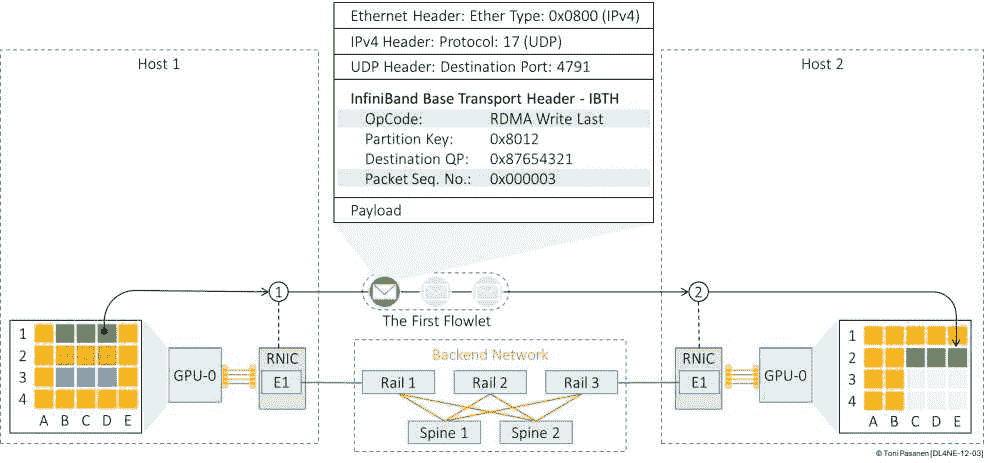 Ethernet Header: Ether Type: 0x0800 (IPv4)
IPv4 Header: Protocol: 17 (UDP)
UDP Header: Destination Port: 4791
InfiniBand Base Transport Header - IBTH
OpCode: RDMA Write Last
Partition Key: 0x8012
Destination QP: 0x87654321
Packet Seq. No.: 0x000003
Payload
Host 1
Host 2
1
2
The First Flowlet
1
2
3
4
A B C D E
GPU-0
RNIC
E1
Backend Network
Rail 1 Rail 2 Rail 3
Spine 1 Spine 2
RNIC
E1
GPU-0
1
2
3
4
A B C D E
© Toni Pasanen [DL4NE-12-03]